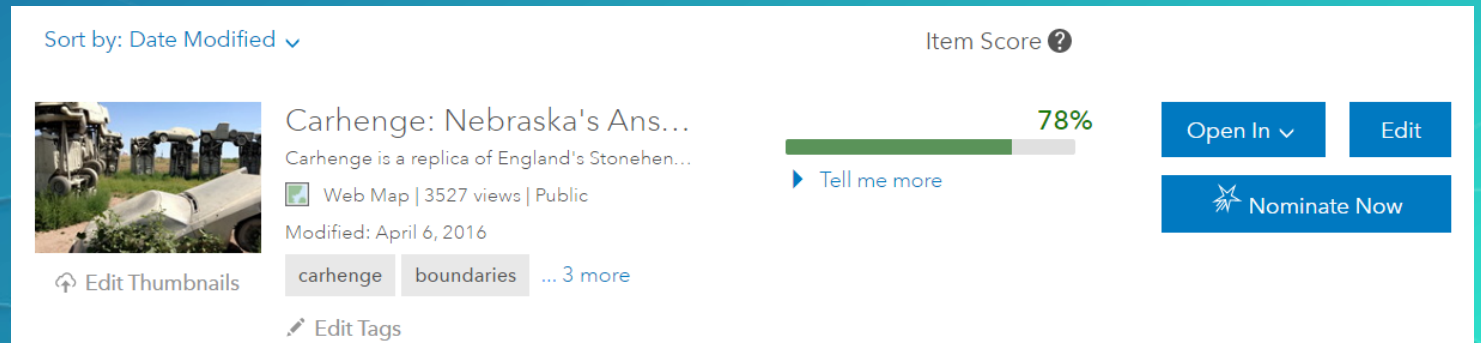 Sort by: Date Modified
Item Score ?
Carhenge: Nebraska's Ans...
Carhenge is a replica of England's Stonehen...
Web Map | 3527 views | Public
Modified: April 6, 2016
carhenge boundaries ... 3 more
Edit Thumbnails
Edit Tags
78%
Tell me more
Open In
Edit
Nominate Now